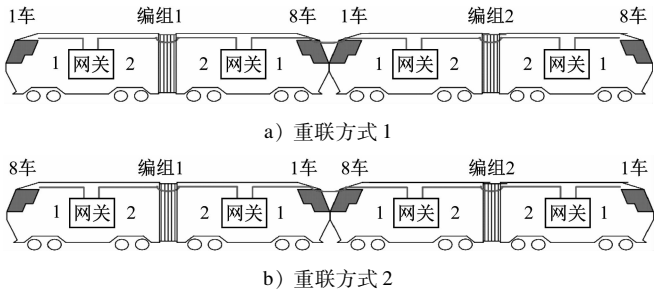 1车 编组1 8车 1车 编组2 8车
1 网关 2 2 网关 1 1 网关 2 2 网关 1
a）重联方式1
8车 编组1 1车 8车 编组2 1车
1 网关 2 2 网关 1 1 网关 2 2 网关 1
b）重联方式2